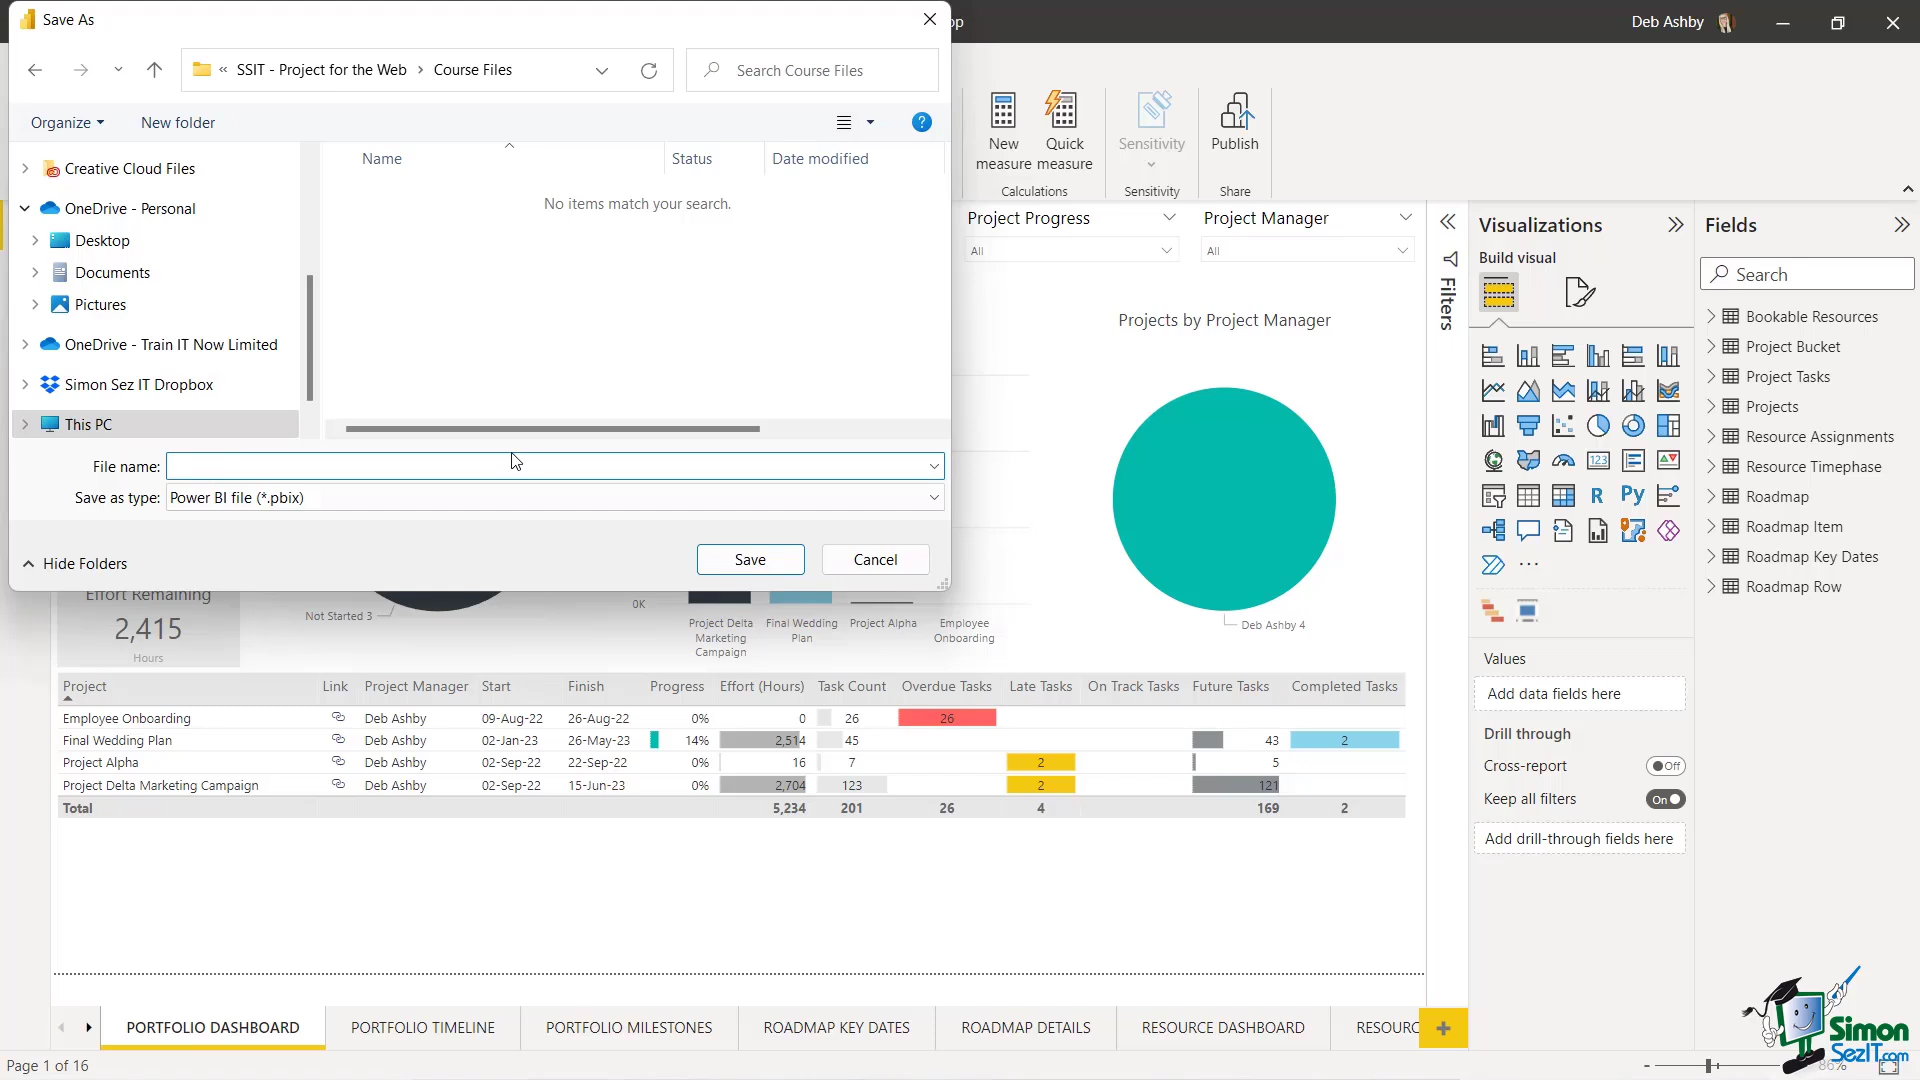 Save As
op
Deb Ashby
« SSIT - Project for the Web › Course Files
Search Course Files
Organize
New folder
?
Name
Status
Date modified
No items match your search.
Creative Cloud Files
OneDrive - Personal
Desktop
Documents
Pictures
OneDrive - Train IT Now Limited
Simon Sez IT Dropbox
This PC
File name:
Save as type: Power BI file (*.pbix)
Hide Folders
Save
Cancel
New measure
Quick measure
Sensitivity
Publish
Calculations
Sensitivity
Share
Project Progress
All
Project Manager
All
Filters
Projects by Project Manager
Deb Ashby 4
Effort Remaining
2,415
Hours
Not Started 3
0K
Project Delta Marketing Campaign
Final Wedding Plan
Project Alpha
Employee Onboarding
Project Link Project Manager Start Finish Progress Effort (Hours) Task Count Overdue Tasks Late Tasks On Track Tasks Future Tasks Completed Tasks
Employee Onboarding Deb Ashby 09-Aug-22 26-Aug-22 0% 0 26 26
Final Wedding Plan Deb Ashby 02-Jan-23 26-May-23 14% 2,514 45 43 2
Project Alpha Deb Ashby 02-Sep-22 22-Sep-22 0% 16 7 2 5
Project Delta Marketing Campaign Deb Ashby 02-Sep-22 15-Jun-23 0% 2,704 123 2 121
Total 5,234 201 26 4 169 2
Visualizations
Build visual
123
R
Py
Values
Add data fields here
Drill through
Cross-report
Off
Keep all filters
On
Add drill-through fields here
Fields
Search
Bookable Resources
Project Bucket
Project Tasks
Projects
Resource Assignments
Resource Timephase
Roadmap
Roadmap Item
Roadmap Key Dates
Roadmap Row
PORTFOLIO DASHBOARD
PORTFOLIO TIMELINE
PORTFOLIO MILESTONES
ROADMAP KEY DATES
ROADMAP DETAILS
RESOURCE DASHBOARD
RESOURC
Page 1 of 16
86%
Simon
SezIT.com